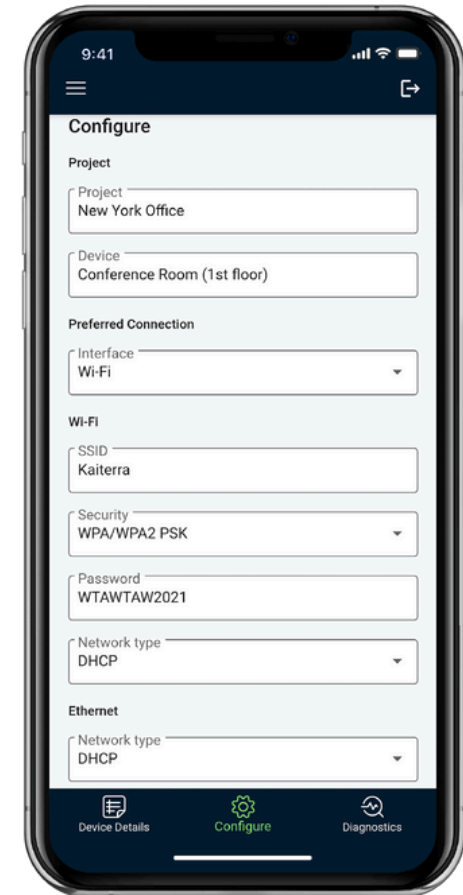 9:41
Configure
Project
Project
New York Office
Device
Conference Room (1st floor)
Preferred Connection
Interface
Wi-Fi
Wi-Fi
SSID
Kaiterra
Security
WPA/WPA2 PSK
Password
WTAWTAW2021
Network type
DHCP
Ethernet
Network type
DHCP
Device Details Configure Diagnostics